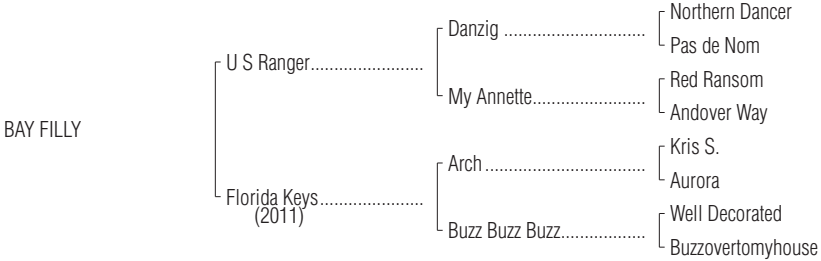 Northern Dancer
Danzig ..............................
Pas de Nom
U S Ranger........................
Red Ransom
My Annette........................
Andover Way
BAY FILLY
Kris S.
Arch ..................................
Aurora
Florida Keys......................
(2011)
Well Decorated
Buzz Buzz Buzz..................
Buzzovertomyhouse